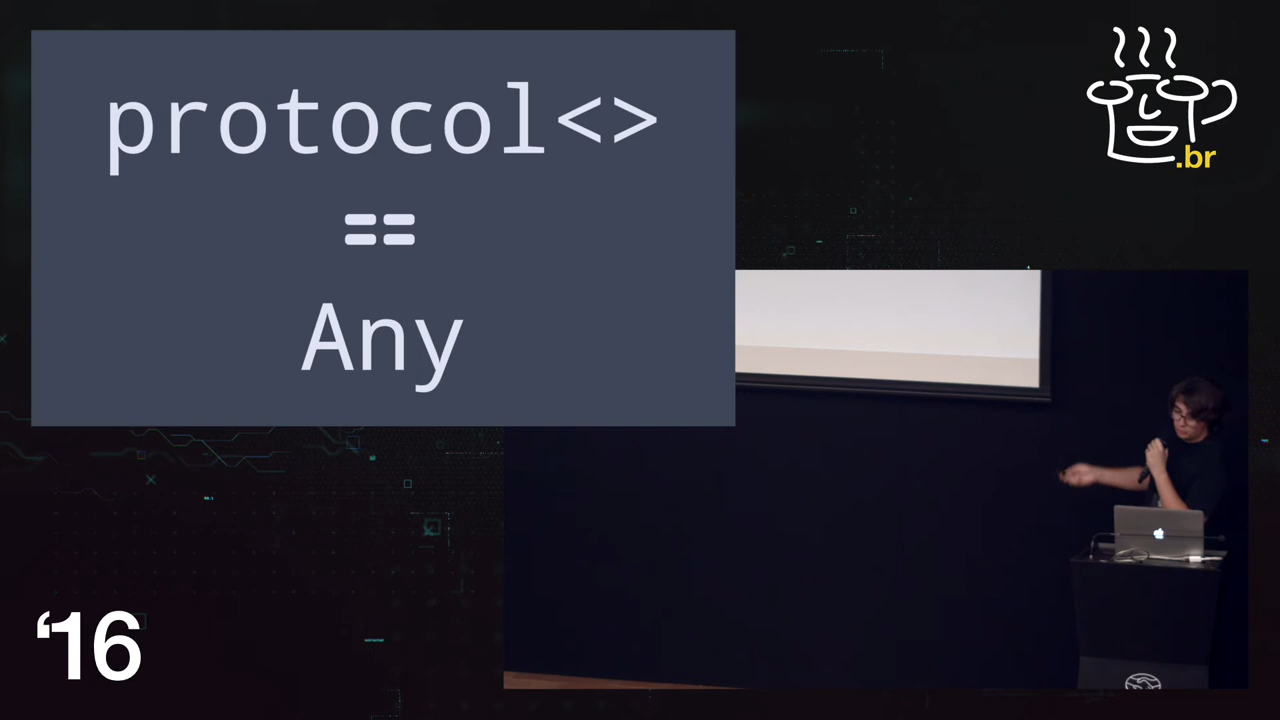 protocol<>
==
Any
.br
‘16